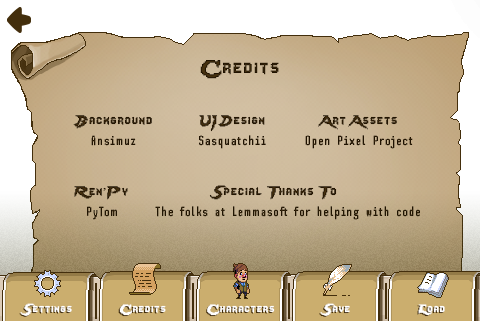 Credits
Background UI Design Art Assets
Ansimuz Sasquatchii Open Pixel Project
Ren'Py Special Thanks To
PyTom The folks at Lemmasoft for helping with code
Settings Credits Characters Save Load